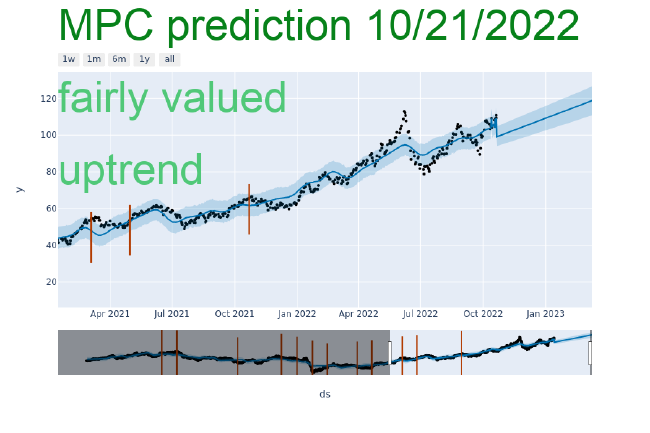 MPC prediction 10/21/2022
1w 1m 6m 1y all
fairly valued
uptrend
120
100
80
60
40
20
y
Apr 2021 Jul 2021 Oct 2021 Jan 2022 Apr 2022 Jul 2022 Oct 2022 Jan 2023
ds